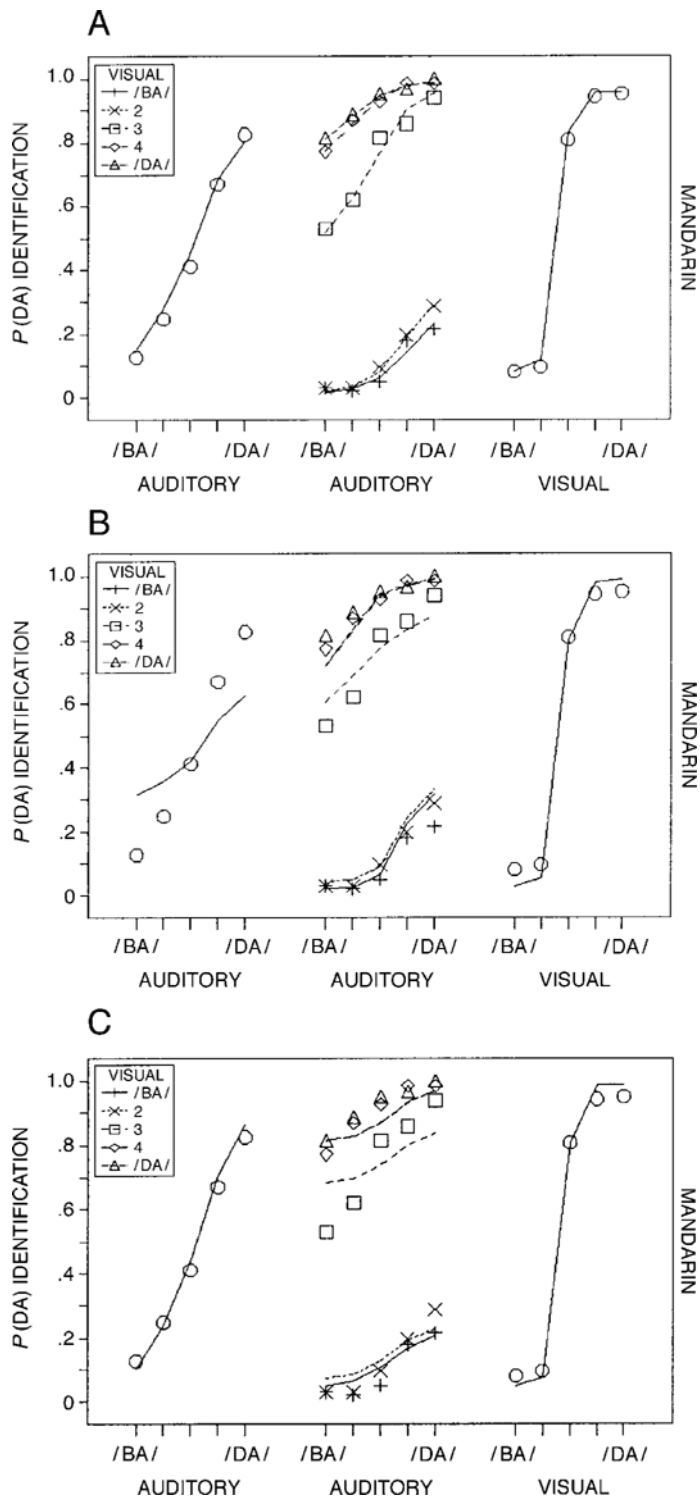 A
VISUAL
/BA/
2
3
4
/DA/
1.0
.8
.6
.4
.2
0
P(DA) IDENTIFICATION
MANDARIN
/BA/ /DA/ /BA/ /DA/ /BA/ /DA/
AUDITORY AUDITORY VISUAL
B
VISUAL
/BA/
2
3
4
/DA/
1.0
.8
.6
.4
.2
0
P(DA) IDENTIFICATION
MANDARIN
/BA/ /DA/ /BA/ /DA/ /BA/ /DA/
AUDITORY AUDITORY VISUAL
C
VISUAL
/BA/
2
3
4
/DA/
1.0
.8
.6
.4
.2
0
P(DA) IDENTIFICATION
MANDARIN
/BA/ /DA/ /BA/ /DA/ /BA/ /DA/
AUDITORY AUDITORY VISUAL